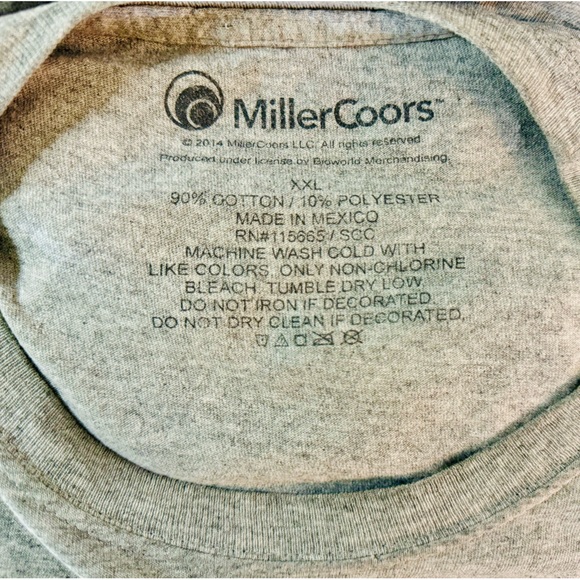 MillerCoors™
© 2014 MillerCoors LLC. All rights reserved
Produced under license by Bioworld Merchandising.
XXL
90% COTTON / 10% POLYESTER
MADE IN MEXICO
RN#115665 / SCC
MACHINE WASH COLD WITH
LIKE COLORS, ONLY NON-CHLORINE
BLEACH. TUMBLE DRY LOW.
DO NOT IRON IF DECORATED.
DO NOT DRY CLEAN IF DECORATED.